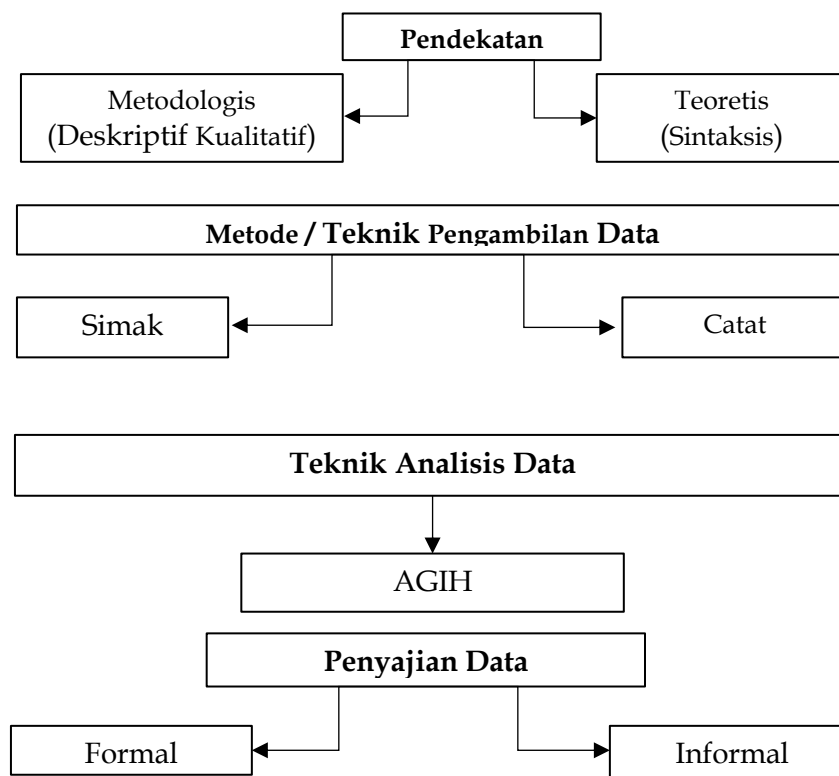 Pendekatan
Metodologis
(Deskriptif Kualitatif)
Teoretis
(Sintaksis)
Metode / Teknik Pengambilan Data
Simak
Catat
Teknik Analisis Data
AGIH
Penyajian Data
Formal
Informal